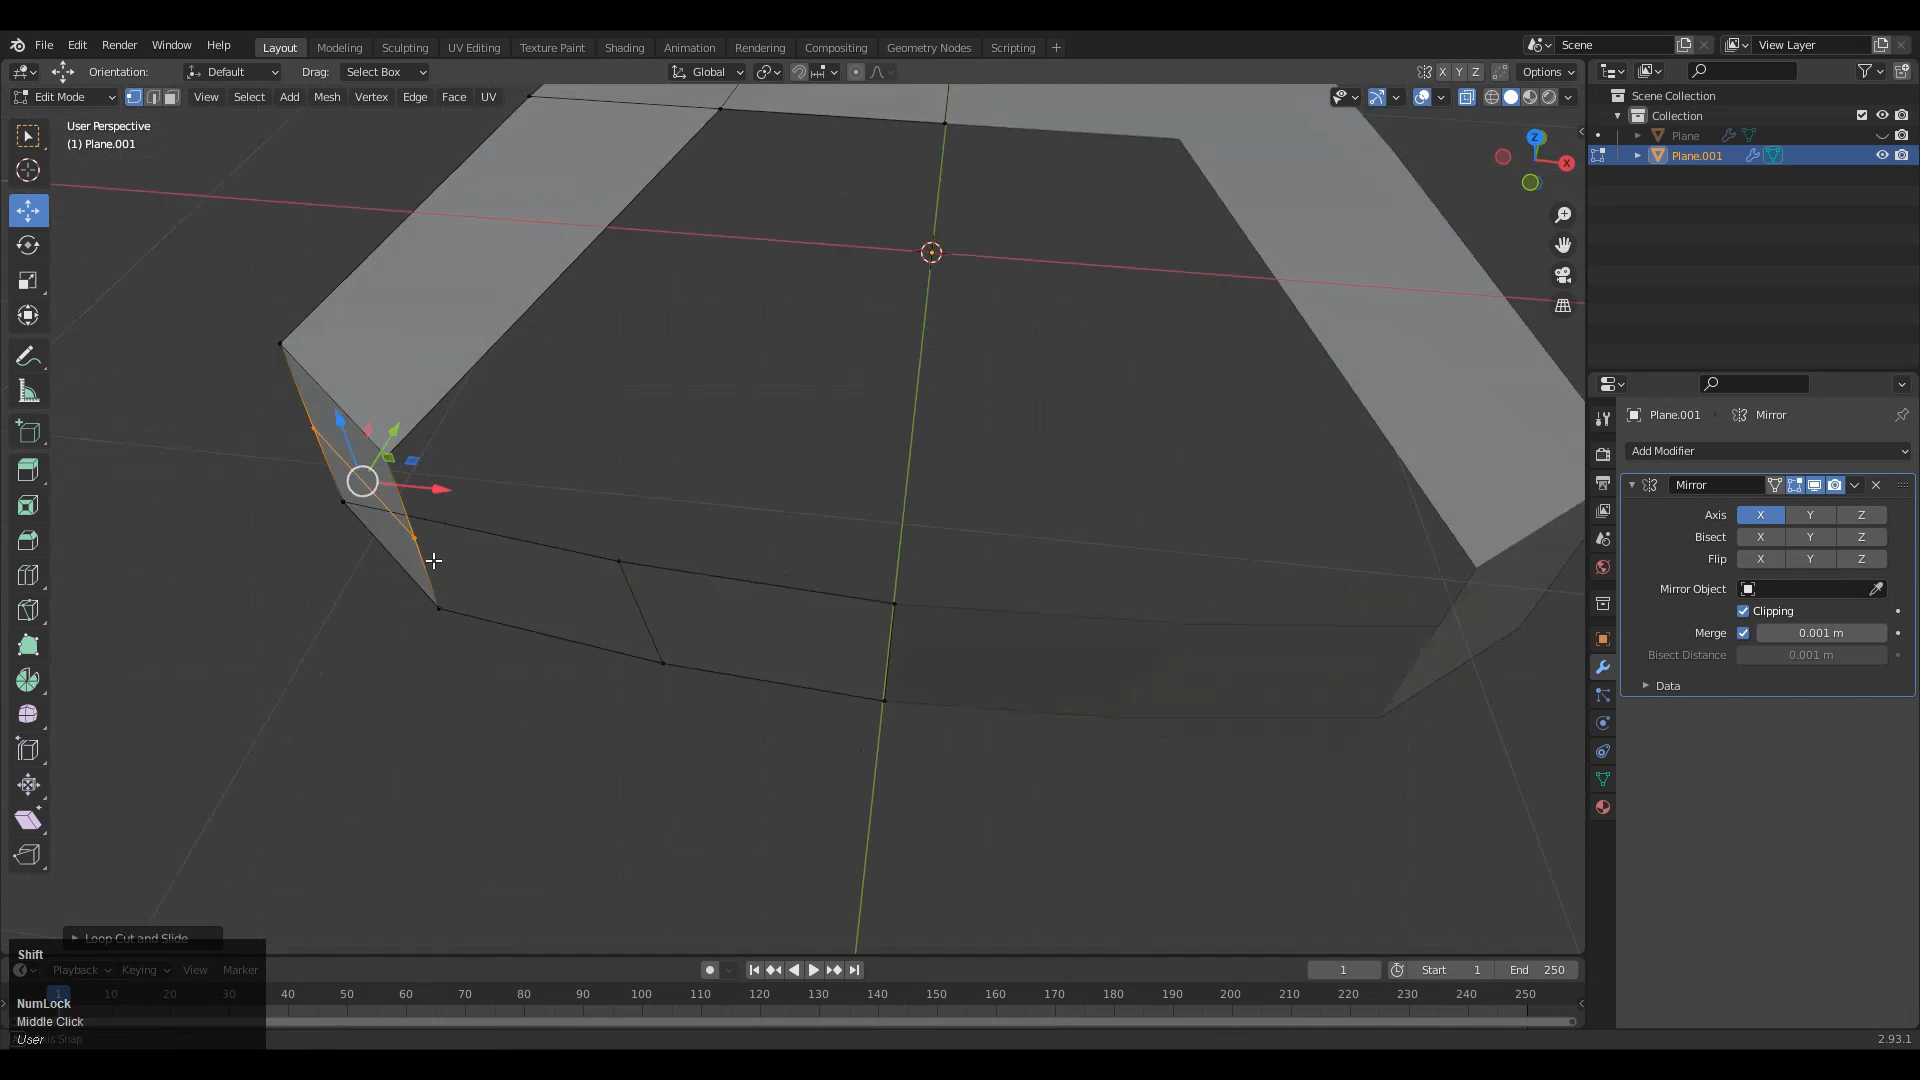 File Edit Render Window Help Layout Modeling Sculpting UV Editing Texture Paint Shading Animation Rendering Compositing Geometry Nodes Scripting + Scene View Layer
Orientation: Default Drag: Select Box Global X Y Z Options
Edit Mode View Select Add Mesh Vertex Edge Face UV
User Perspective
(1) Plane.001
Z
X
Scene Collection
Collection
Plane
Plane.001
Plane.001 Mirror
Add Modifier
Mirror
Axis X Y Z
Bisect X Y Z
Flip X Y Z
Mirror Object
Clipping
Merge 0.001 m
Bisect Distance 0.001 m
Data
Loop Cut and Slide
Shift
Playback Keying View Marker 1 Start 1 End 250
1 10 20 30 40 50 60 70 80 90 100 110 120 130 140 150 160 170 180 190 200 210 220 230 240 250
NumLock
Middle Click
User
Snap
2.93.1